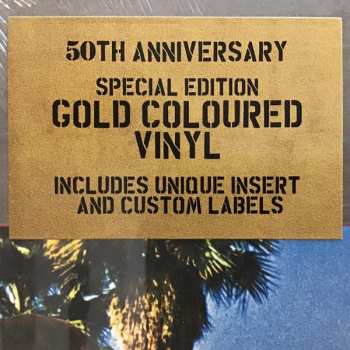 50TH ANNIVERSARY
SPECIAL EDITION
GOLD COLOURED
VINYL
INCLUDES UNIQUE INSERT
AND CUSTOM LABELS